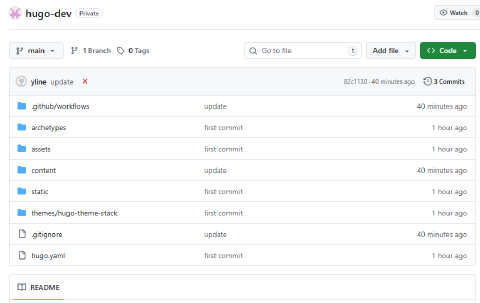 hugo-dev Private Watch 0
main 1 Branch 0 Tags Go to file t Add file Code
yline update 82c1130 · 40 minutes ago 3 Commits
.github/workflows update 40 minutes ago
archetypes first commit 1 hour ago
assets first commit 1 hour ago
content update 40 minutes ago
static first commit 1 hour ago
themes/hugo-theme-stack first commit 1 hour ago
.gitignore update 40 minutes ago
hugo.yaml first commit 1 hour ago
README